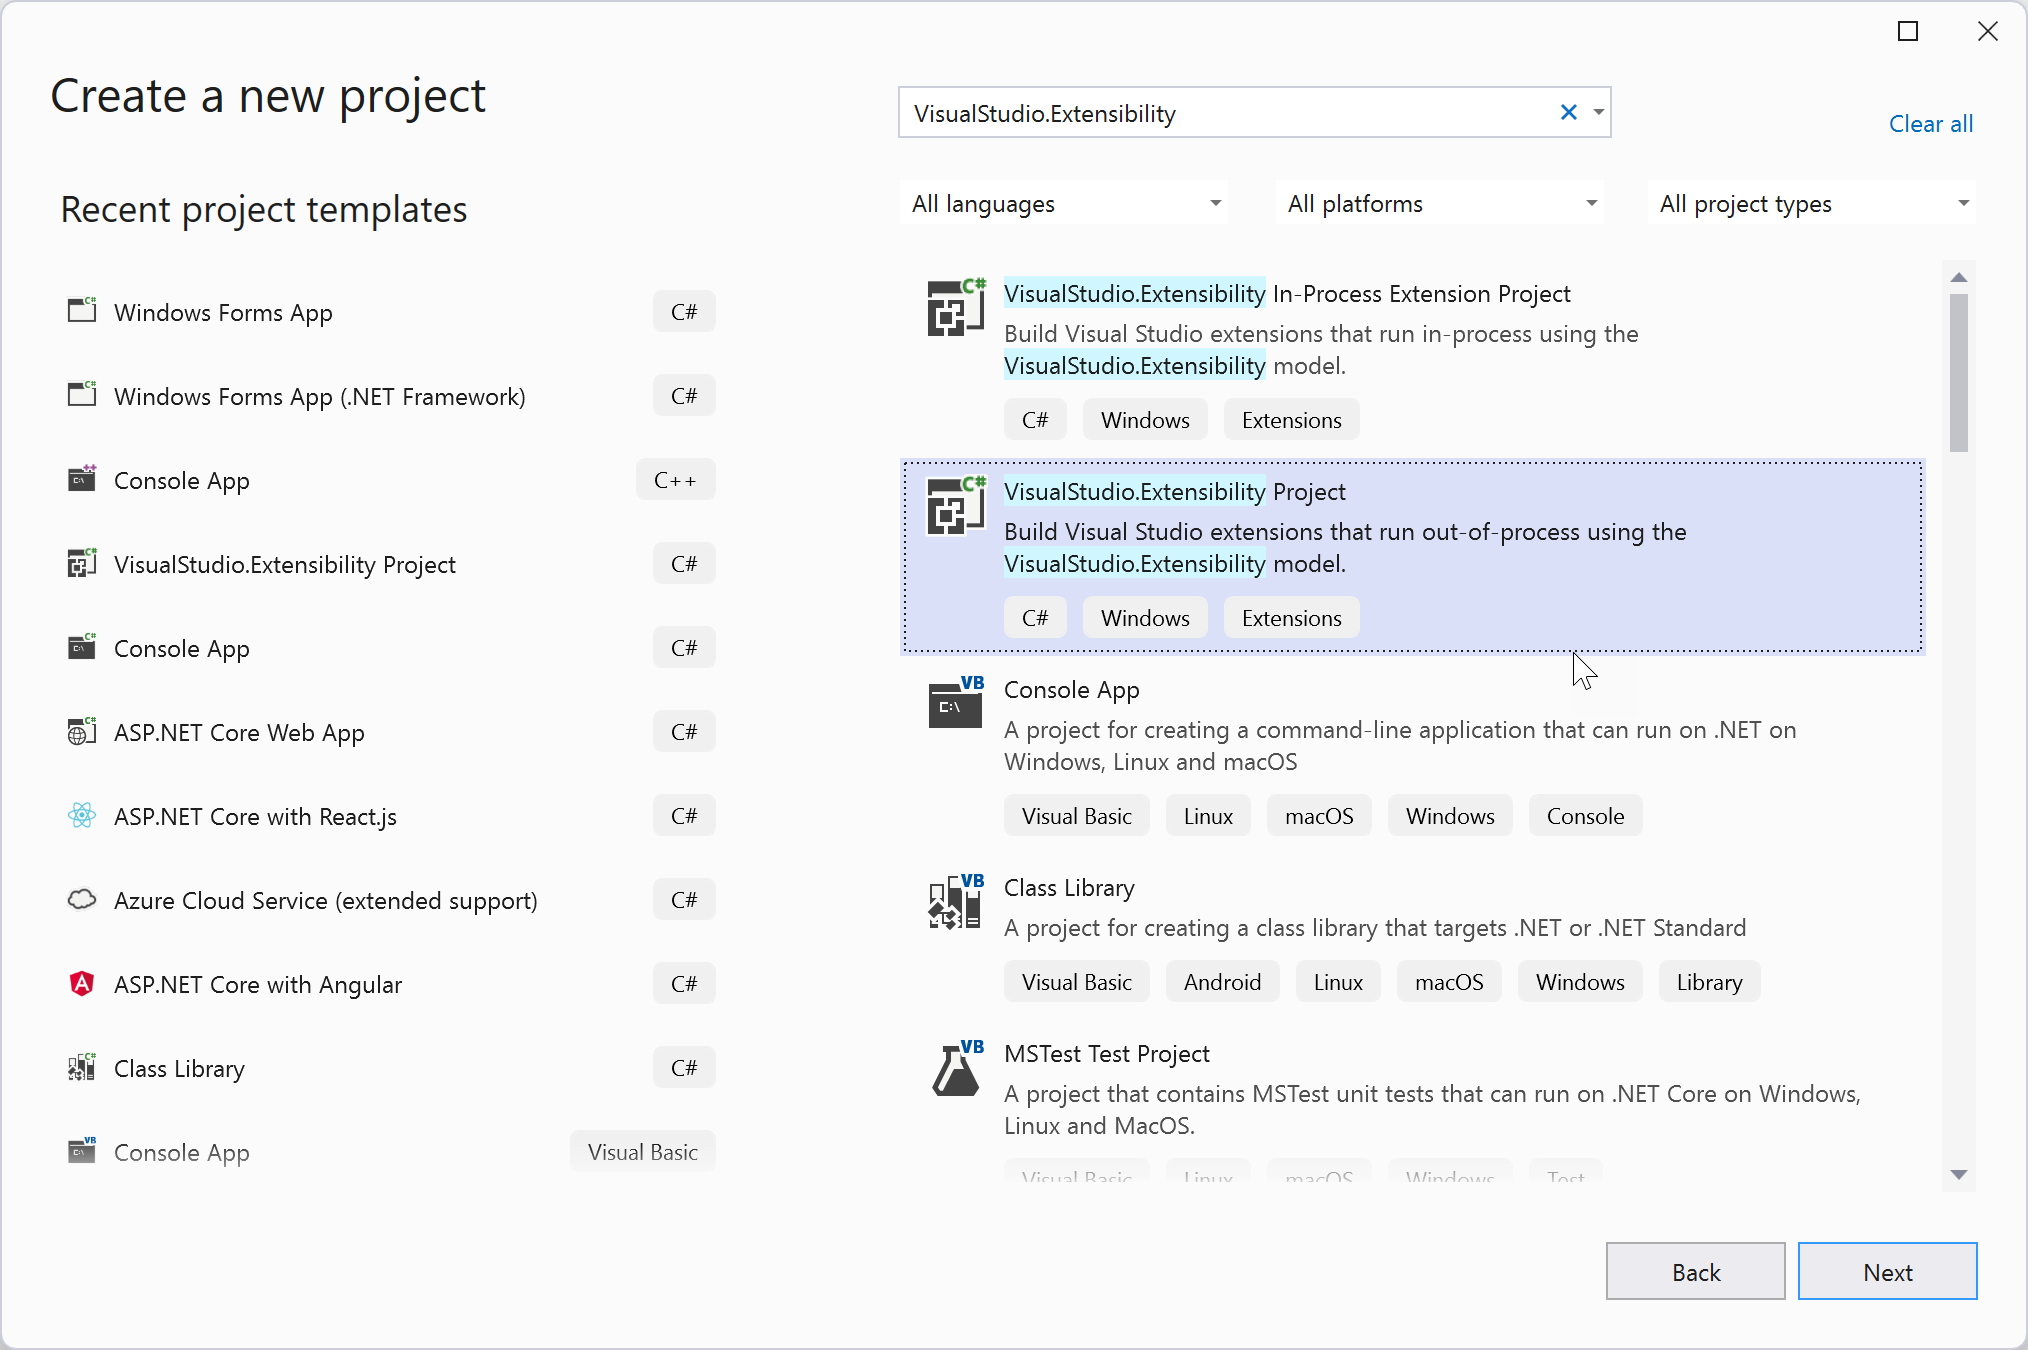 Create a new project
VisualStudio.Extensibility
Clear all
Recent project templates
All languages
All platforms
All project types
Windows Forms App
C#
Windows Forms App (.NET Framework)
C#
Console App
C++
VisualStudio.Extensibility Project
C#
Console App
C#
ASP.NET Core Web App
C#
ASP.NET Core with React.js
C#
Azure Cloud Service (extended support)
C#
ASP.NET Core with Angular
C#
Class Library
C#
Console App
Visual Basic
VisualStudio.Extensibility In-Process Extension Project
Build Visual Studio extensions that run in-process using the
VisualStudio.Extensibility model.
C# Windows Extensions
VisualStudio.Extensibility Project
Build Visual Studio extensions that run out-of-process using the
VisualStudio.Extensibility model.
C# Windows Extensions
Console App
A project for creating a command-line application that can run on .NET on
Windows, Linux and macOS
Visual Basic Linux macOS Windows Console
Class Library
A project for creating a class library that targets .NET or .NET Standard
Visual Basic Android Linux macOS Windows Library
MSTest Test Project
A project that contains MSTest unit tests that can run on .NET Core on Windows,
Linux and MacOS.
Visual Basic Linux macOS Windows Test
Back
Next